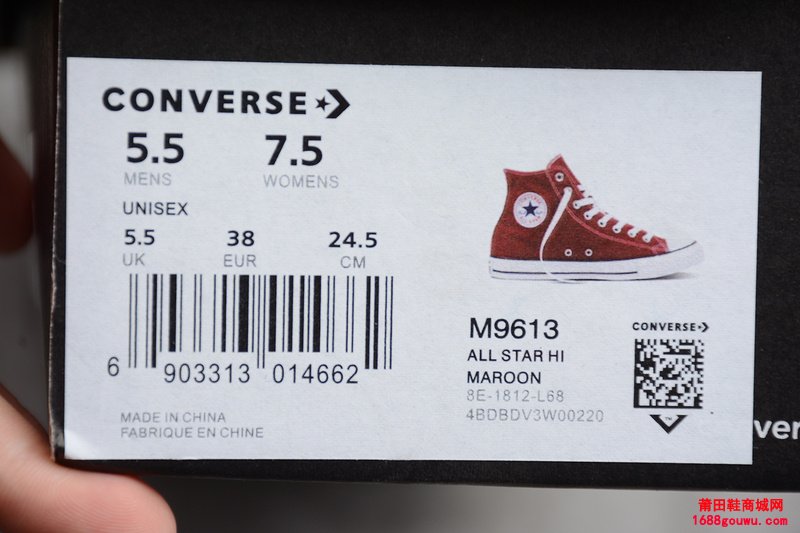 CONVERSE
5.5 7.5
MENS WOMENS
UNISEX
5.5 38 24.5
UK EUR CM
6 903313 014662
MADE IN CHINA
FABRIQUE EN CHINE
M9613
ALL STAR HI
MAROON
8E-1812-L68
4BDBDV3W00220
CONVERSE
TM
ver
莆田鞋商城网
1688gouwu.com